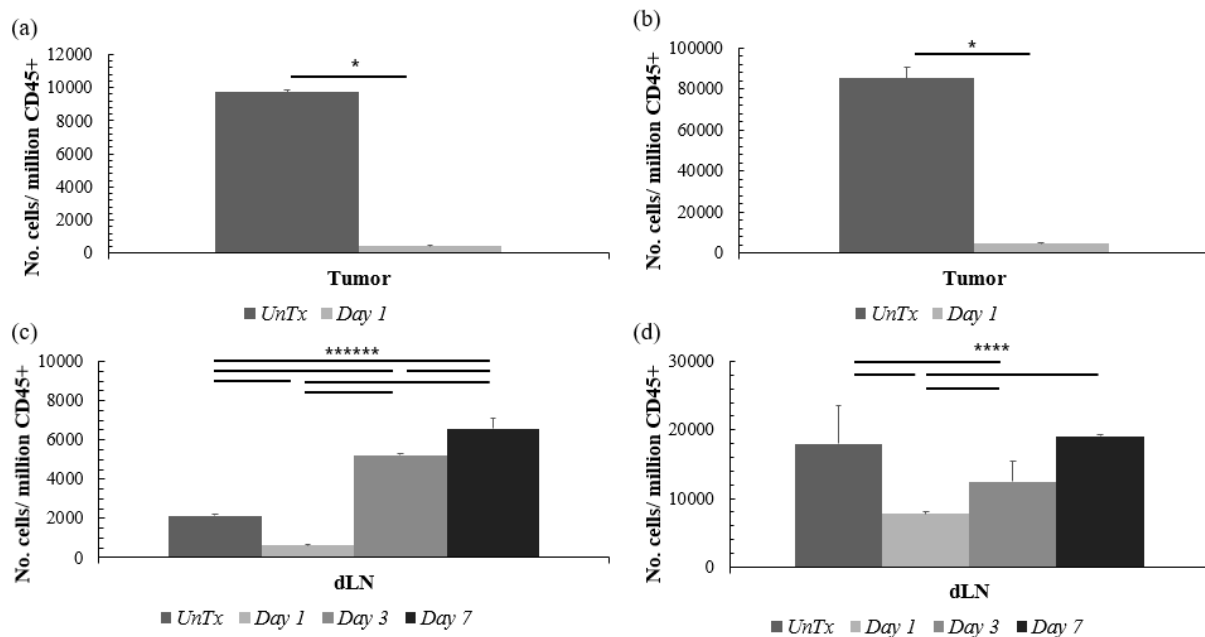 (a)
No. cells/ million CD45+
12000
10000
8000
6000
4000
2000
0
*
Tumor
UnTx Day 1
(b)
No. cells/ million CD45+
100000
80000
60000
40000
20000
0
*
Tumor
UnTx Day 1
(c)
No. cells/ million CD45+
10000
8000
6000
4000
2000
0
******
dLN
UnTx Day 1 Day 3 Day 7
(d)
No. cells/ million CD45+
30000
20000
10000
0
****
dLN
UnTx Day 1 Day 3 Day 7